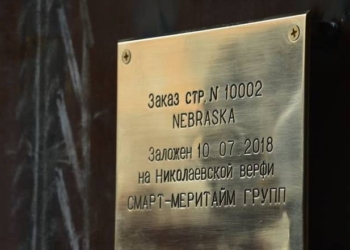 Заказ стр. N 10002
NEBRASKA
Заложен 10 07 2018
на Николаевской верфи
СМАРТ-МЕРИТАЙМ ГРУПП